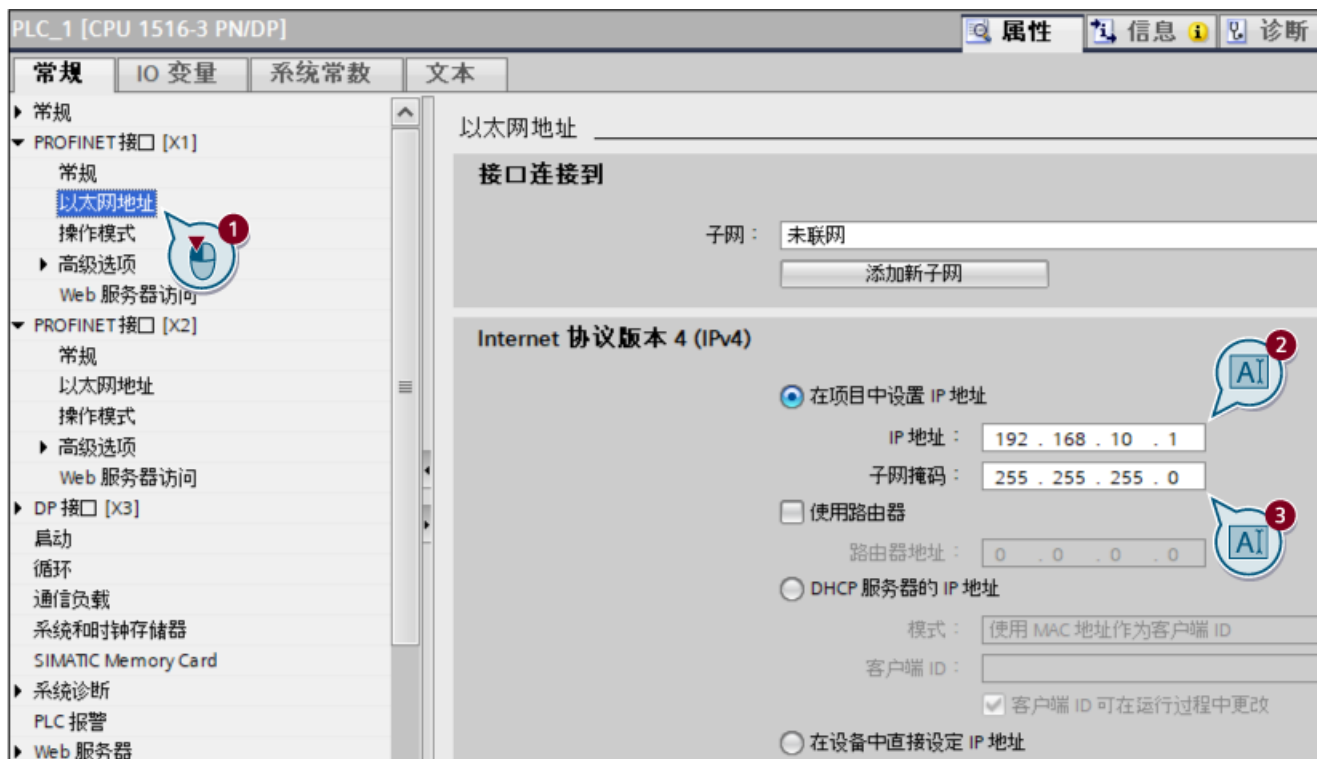 PLC_1 [CPU 1516-3 PN/DP]
属性 信息 诊断
常规 IO 变量 系统常数 文本
常规
PROFINET接口 [X1]
常规
以太网地址
操作模式
高级选项
Web 服务器访问
PROFINET接口 [X2]
常规
以太网地址
操作模式
高级选项
Web 服务器访问
DP 接口 [X3]
启动
循环
通信负载
系统和时钟存储器
SIMATIC Memory Card
系统诊断
PLC 报警
Web 服务器
1
以太网地址
接口连接到
子网： 未联网
添加新子网
Internet 协议版本 4 (IPv4)
2
在项目中设置 IP 地址
IP 地址： 192 . 168 . 10 . 1
子网掩码： 255 . 255 . 255 . 0
3
使用路由器
路由器地址： 0 . 0 . 0 . 0
DHCP 服务器的 IP 地址
模式： 使用 MAC 地址作为客户端 ID
客户端 ID：
客户端 ID 可在运行过程中更改
在设备中直接设定 IP 地址